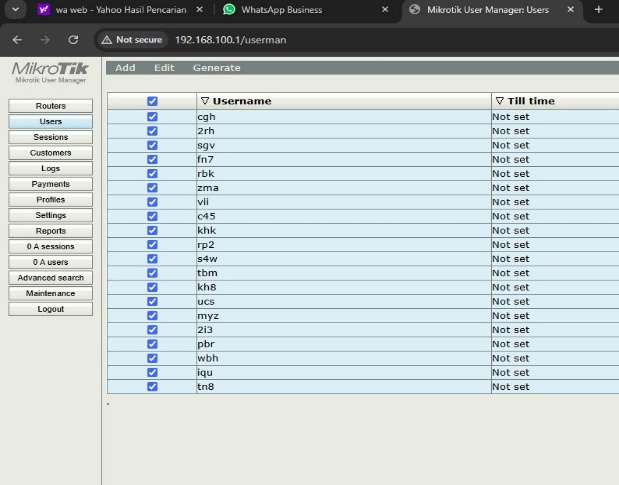 wa web - Yahoo Hasil Pencarian
WhatsApp Business
Mikrotik User Manager: Users
Not secure
192.168.100.1/userman
MikroTik
Mikrotik User Manager
Add Edit Generate
Routers
Users
Sessions
Customers
Logs
Payments
Profiles
Settings
Reports
0 A sessions
0 A users
Advanced search
Maintenance
Logout
Username Till time
cgh Not set
2rh Not set
sgv Not set
fn7 Not set
rbk Not set
zma Not set
vii Not set
c45 Not set
khk Not set
rp2 Not set
s4w Not set
tbm Not set
kh8 Not set
ucs Not set
myz Not set
2i3 Not set
pbr Not set
wbh Not set
iqu Not set
tn8 Not set